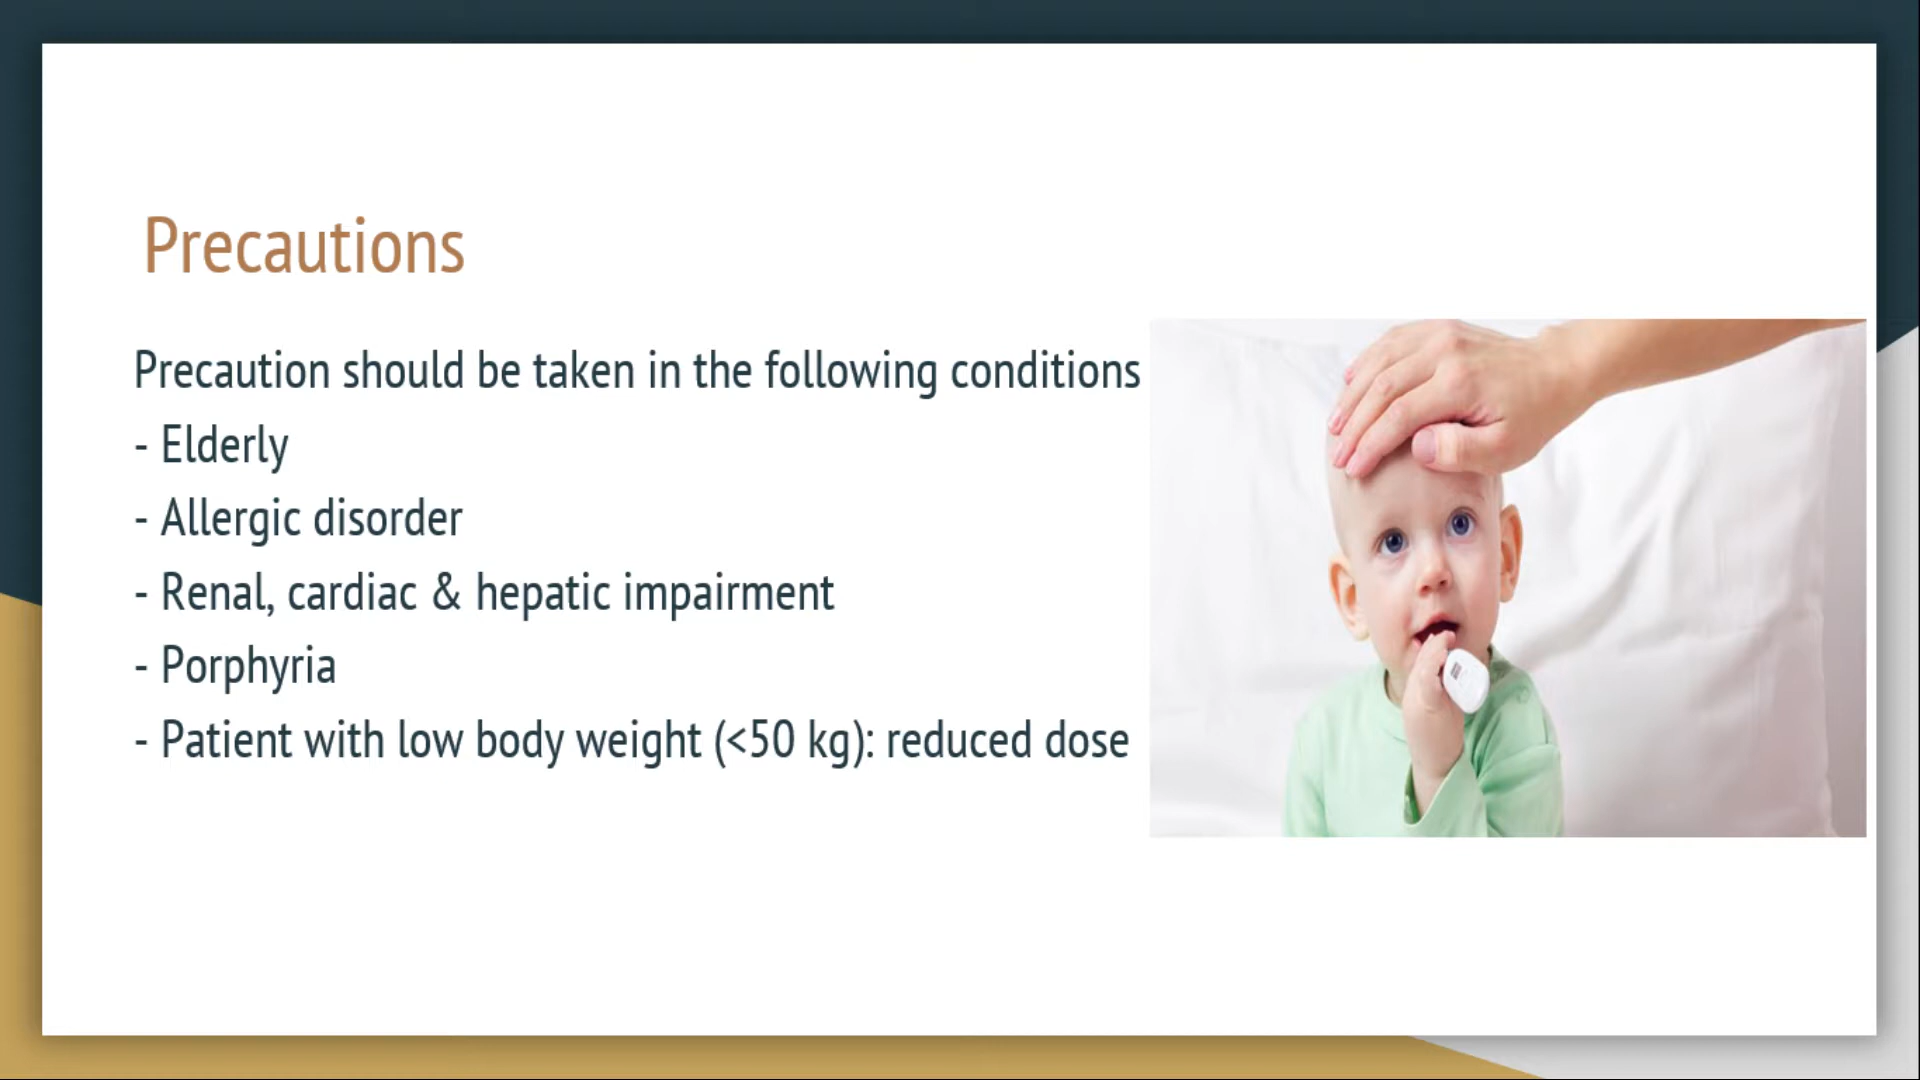 Precautions
Precaution should be taken in the following conditions
- Elderly
- Allergic disorder
- Renal, cardiac & hepatic impairment
- Porphyria
- Patient with low body weight (<50 kg): reduced dose